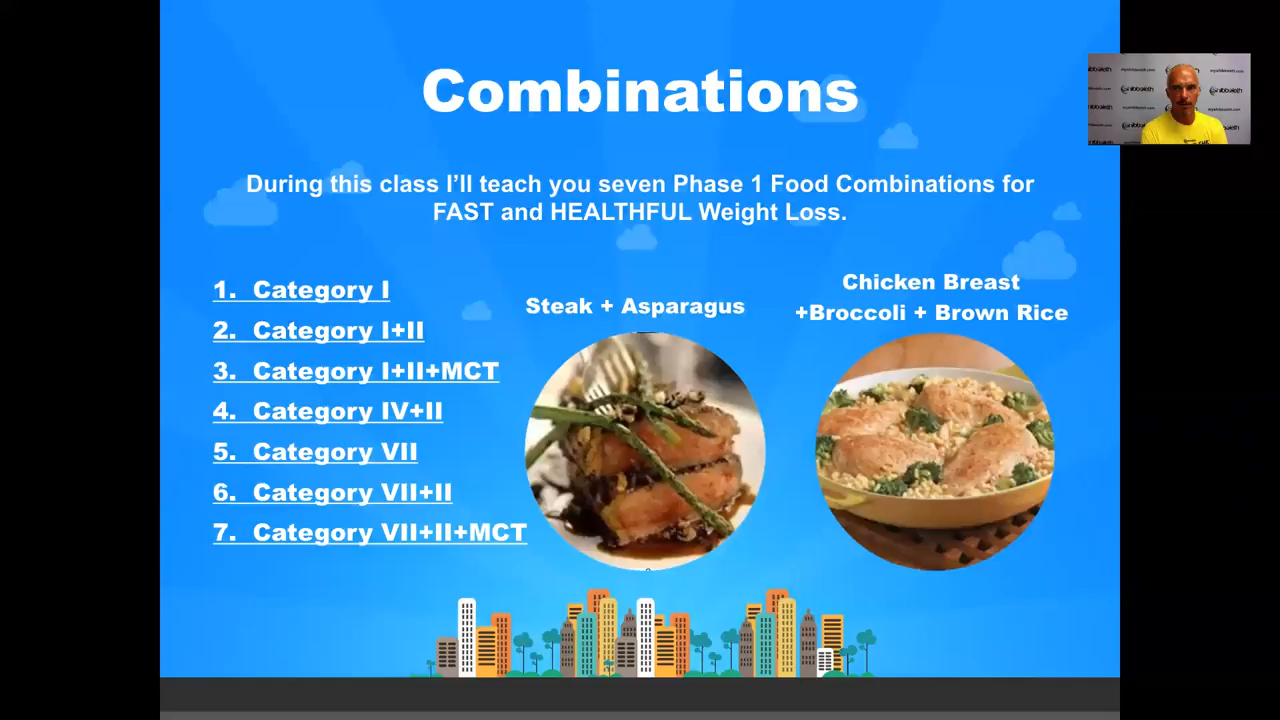 Combinations
During this class I'll teach you seven Phase 1 Food Combinations for
FAST and HEALTHFUL Weight Loss.
1. Category I
2. Category I+II
3. Category I+II+MCT
4. Category IV+II
5. Category VII
6. Category VII+II
7. Category VII+II+MCT
Steak + Asparagus
Chicken Breast
+Broccoli + Brown Rice